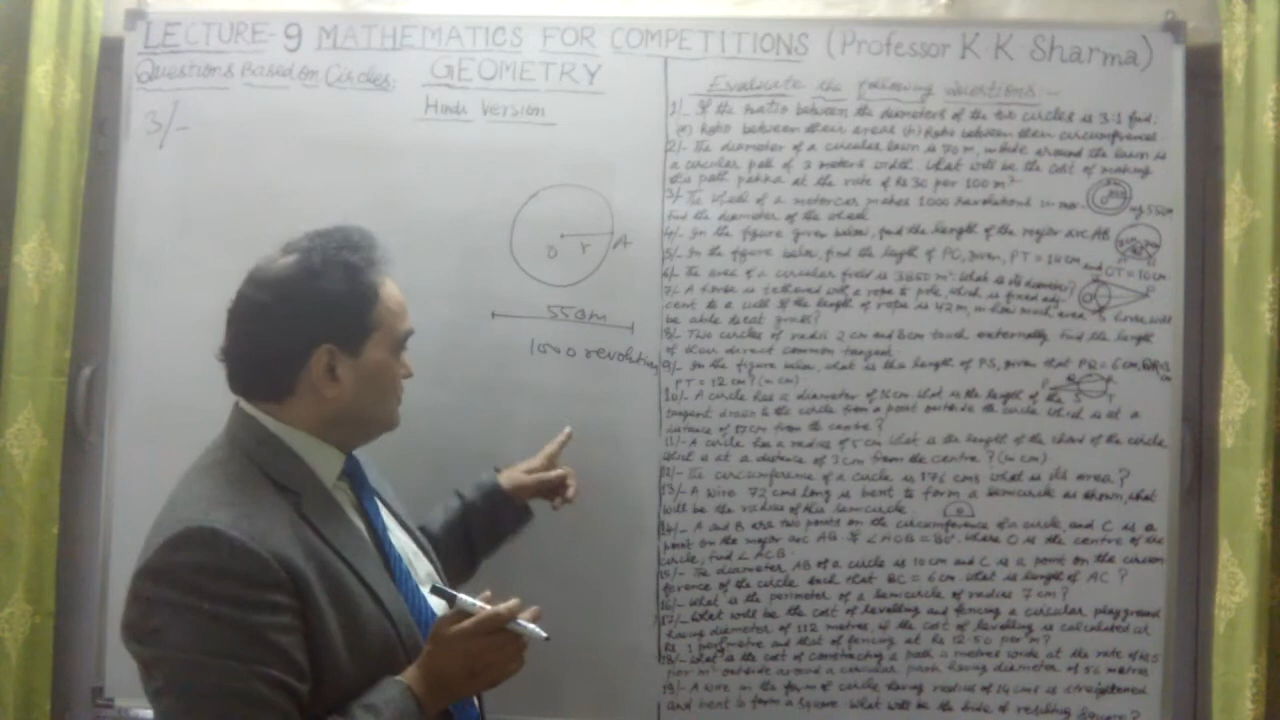 LECTURE-9 MATHEMATICS FOR COMPETITIONS (Professor K K Sharma)
Questions Based on Circles:
GEOMETRY
Hindi Version
3/-
O r A
550m
1000 revolution
Evaluate the following questions:-
1/- If the ratio between the diameters of the two circles is 3:1 find:
(a) Ratio between their areas (b) Ratio between their circumferences
2/- The diameter of a circular lawn is 70 m, outside around the lawn is
a circular path of 3 meters width. What will be the cost of making
this path pakka at the rate of Rs 30 per 100 m²
3/- The wheel of a motorcar makes 1000 revolutions in
find the diameter of the wheel
4/- In the figure given below, find the length of the major arc AB
5/- In the figure below, find the length of PO, given, PT = 14 cm
and OT = 10 cm
6/- The area of a circular field is 3850 m². What is its diameter?
7/- A horse is tethered with a rope to pole, which is fixed adj-
cent to a wall. If the length of rope is 42 m, in how much area horse will
be able to eat grass?
8/- Two circles of radii 2 cm and 8 cm touch externally. Find the length
of their direct common tangent.
9/- In the figure below, what is the length of PS, given that PQ = 6 cm,
PT = 12 cm? (in cm)
10/- A circle has a diameter of 16 cm. What is the length of the
tangent drawn to the circle from a point outside the circle which is at a
distance of 17 cm from the centre?
11/- A circle has a radius of 5 cm. What is the length of the chord of the circle
which is at a distance of 3 cm from the centre? (in cm)
12/- The circumference of a circle is 176 cms. What is its area?
13/- A wire 72 cms long is bent to form a semicircle as shown, what
will be the radius of this semicircle
14/- A and B are two points on the circumference of a circle, and C is a
point on the major arc AB. If ∠AOB = 80°, where O is the centre of the
circle, find ∠ACB.
15/- The diameter AB of a circle is 10 cm and C is a point on the circum
ference of the circle such that BC = 6 cm. What is length of AC?
16/- What is the perimeter of a semicircle of radius 7 cm?
17/- What will be the cost of levelling and fencing a circular playground
having diameter of 112 metres, if the cost of levelling is calculated at
Rs 1 per metre and that of fencing at Rs 12.50 per m?
18/- What is the cost of constructing a path metres wide at the rate of Rs 5
per m² outside around a circular park having diameter of 56 metres
19/- A wire in the form of circle having radius of 14 cms is straightened
and bent to form a square. What will be the side of resulting square?